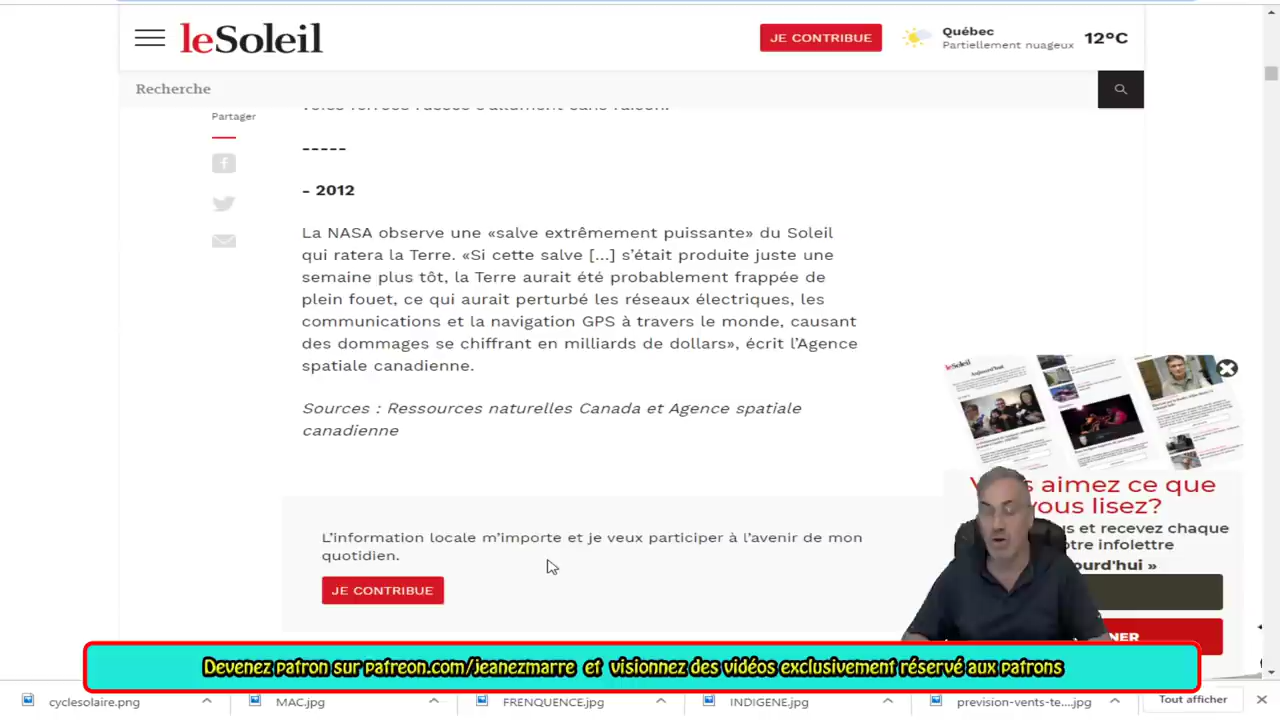 leSoleil
JE CONTRIBUE
Québec
Partiellement nuageux
12°C
Recherche
Partager
-----
- 2012
La NASA observe une «salve extrêmement puissante» du Soleil
qui ratera la Terre. «Si cette salve [...] s’était produite juste une
semaine plus tôt, la Terre aurait été probablement frappée de
plein fouet, ce qui aurait perturbé les réseaux électriques, les
communications et la navigation GPS à travers le monde, causant
des dommages se chiffrant en milliards de dollars», écrit l’Agence
spatiale canadienne.
Sources : Ressources naturelles Canada et Agence spatiale
canadienne
L’information locale m’importe et je veux participer à l’avenir de mon
quotidien.
JE CONTRIBUE
leSoleil
aimez ce que
vous lisez?
et recevez chaque
infolettre
»
Devenez patron sur patreon.com/jeanezmarre et visionnez des vidéos exclusivement réservé aux patrons
cyclesolaire.png
MAC.jpg
FRENQUENCE.jpg
INDIGENE.jpg
prevision-vents-te....jpg
Tout afficher